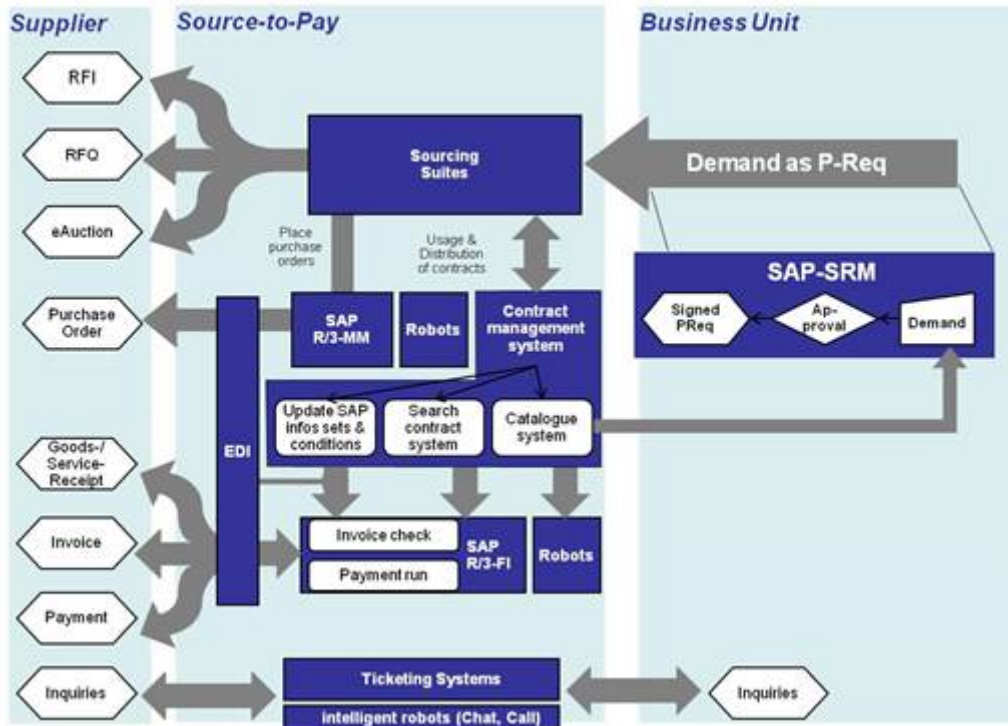 Supplier
Source-to-Pay
Business Unit
RFI
RFQ
eAuction
Sourcing
Suites
Demand as P-Req
Place
purchase
orders
Usage &
Distribution
of contracts
SAP-SRM
Signed
PReq
Ap-
proval
Demand
Purchase
Order
SAP
R/3-MM
Robots
Contract
management
system
Update SAP
infos sets &
conditions
Search
contract
system
Catalogue
system
EDI
Goods-/
Service-
Receipt
Invoice
Payment
Invoice check
Payment run
SAP
R/3-FI
Robots
Inquiries
Ticketing Systems
intelligent robots (Chat, Call)
Inquiries